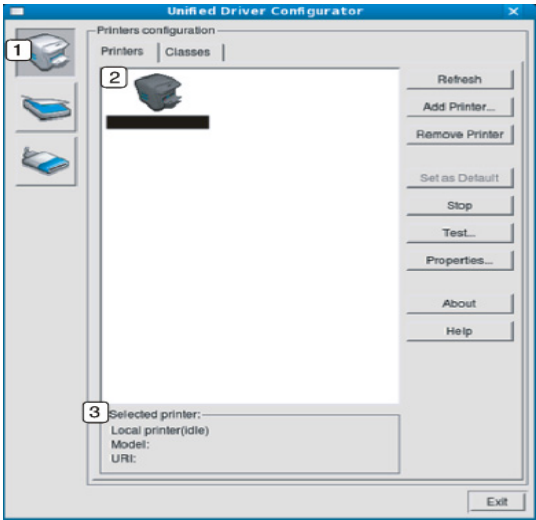 Unified Driver Configurator
Printers configuration
1
Printers Classes
2
Refresh
Add Printer...
Remove Printer
Set as Default
Stop
Test...
Properties...
About
Help
3
Selected printer:
Local printer(idle)
Model:
URI:
Exit